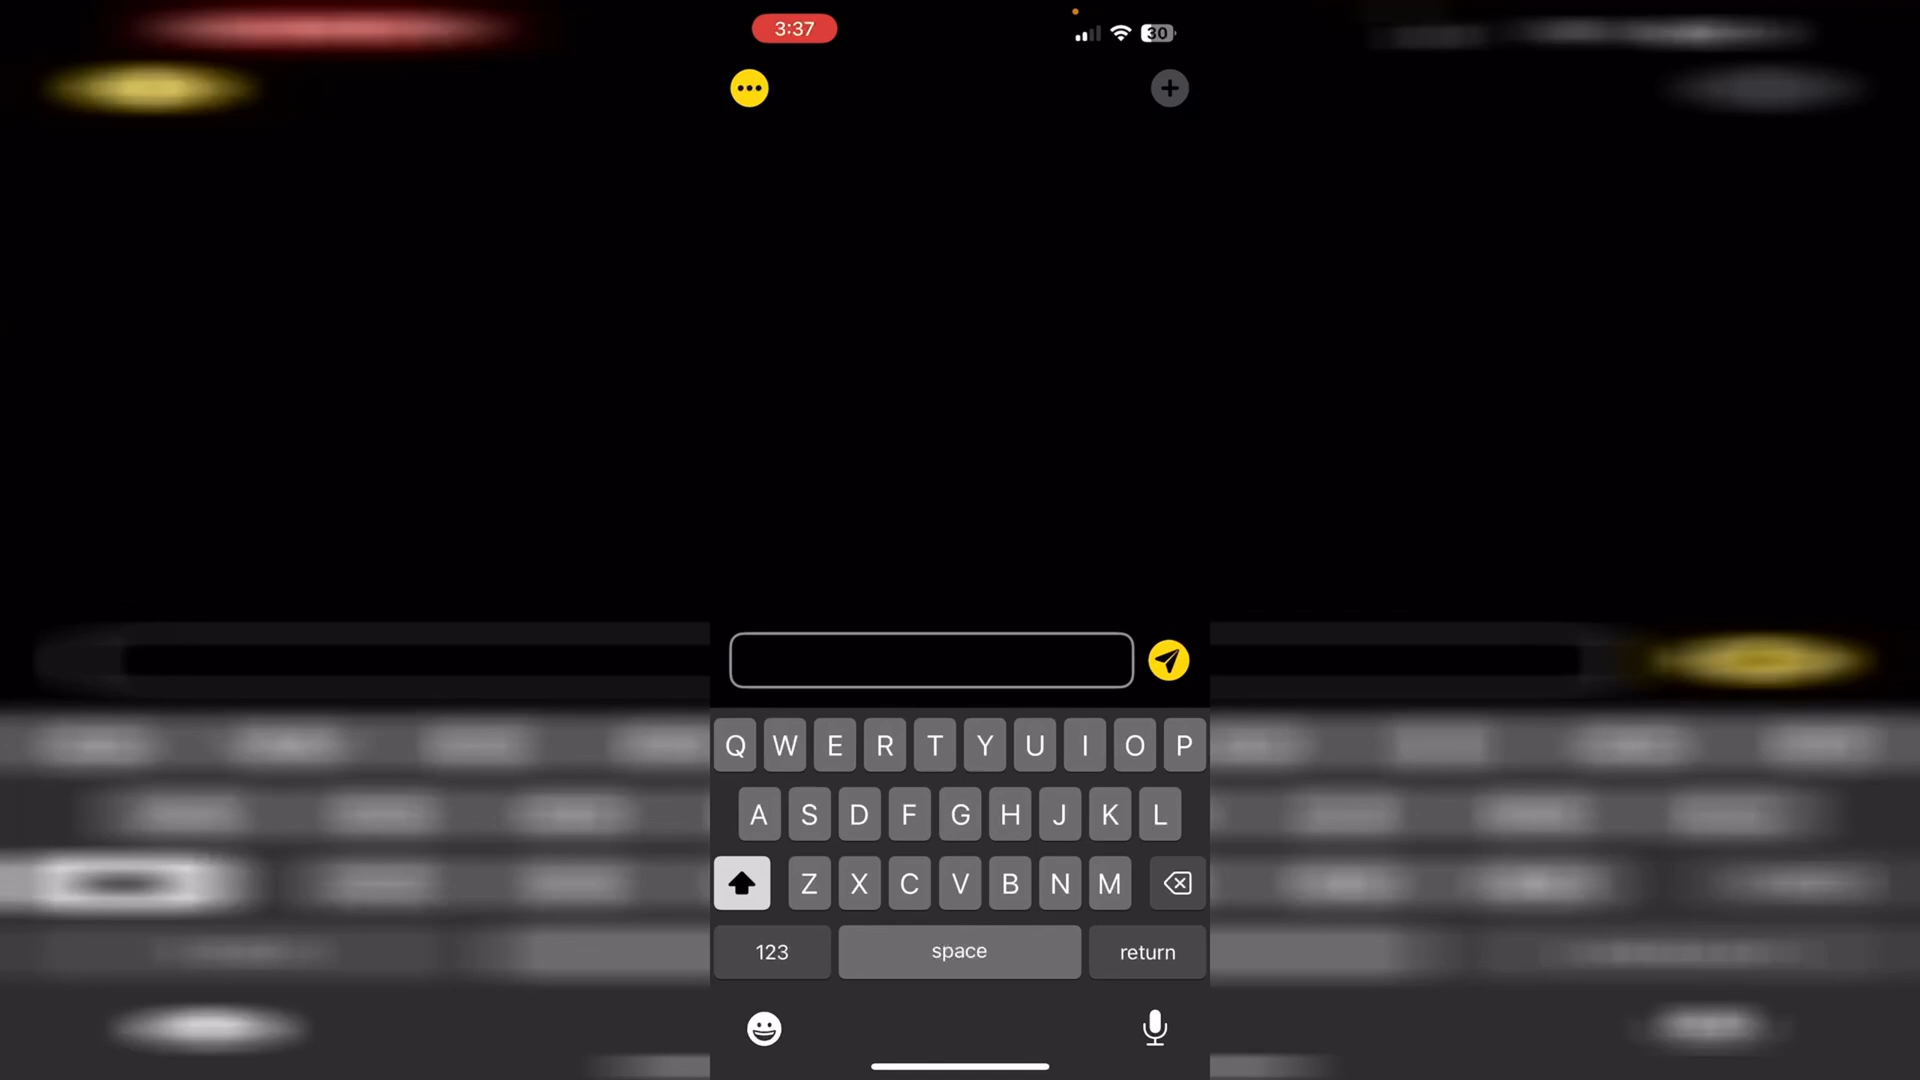 3:37
30
Q W E R T Y U I O P
A S D F G H J K L
Z X C V B N M
123 space return